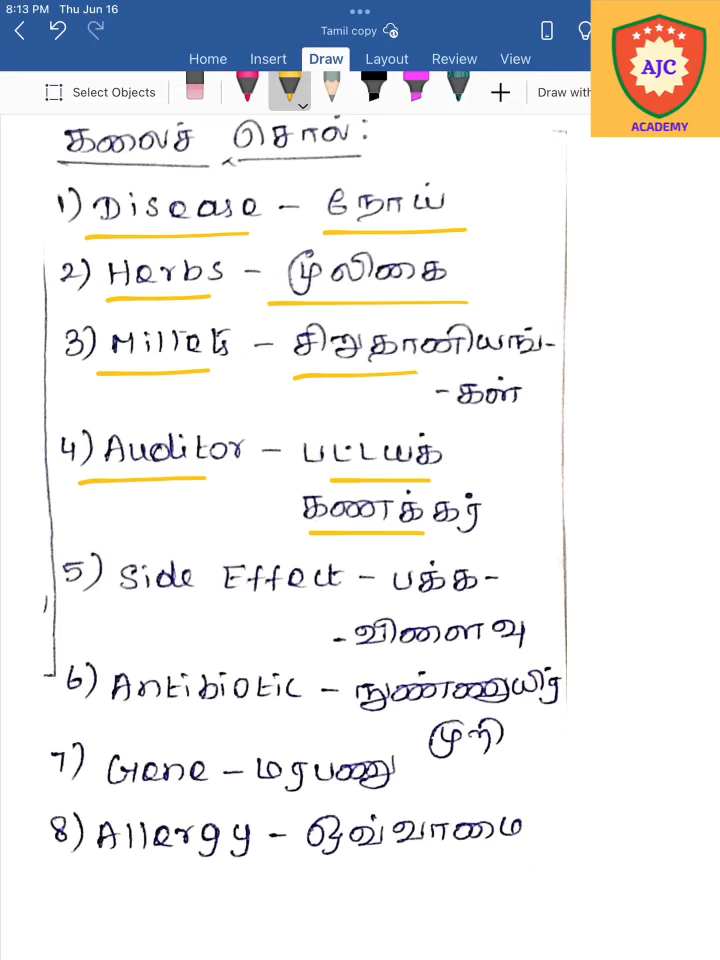 8:13 PM Thu Jun 16
Tamil copy
Home Insert Draw Layout Review View
Select Objects
Draw with
AJC
ACADEMY
கலைச் சொல்:
1) Disease - நோய்
2) Herbs - மூலிகை
3) Millets - சிறுதானியங்-
-கள்
4) Auditor - பட்டயக்
கணக்கர்
5) Side Effect - பக்க-
-விளைவு
6) Antibiotic - நுண்ணுயிர்
முறி
7) Gene - மரபணு
8) Allergy - ஒவ்வாமை